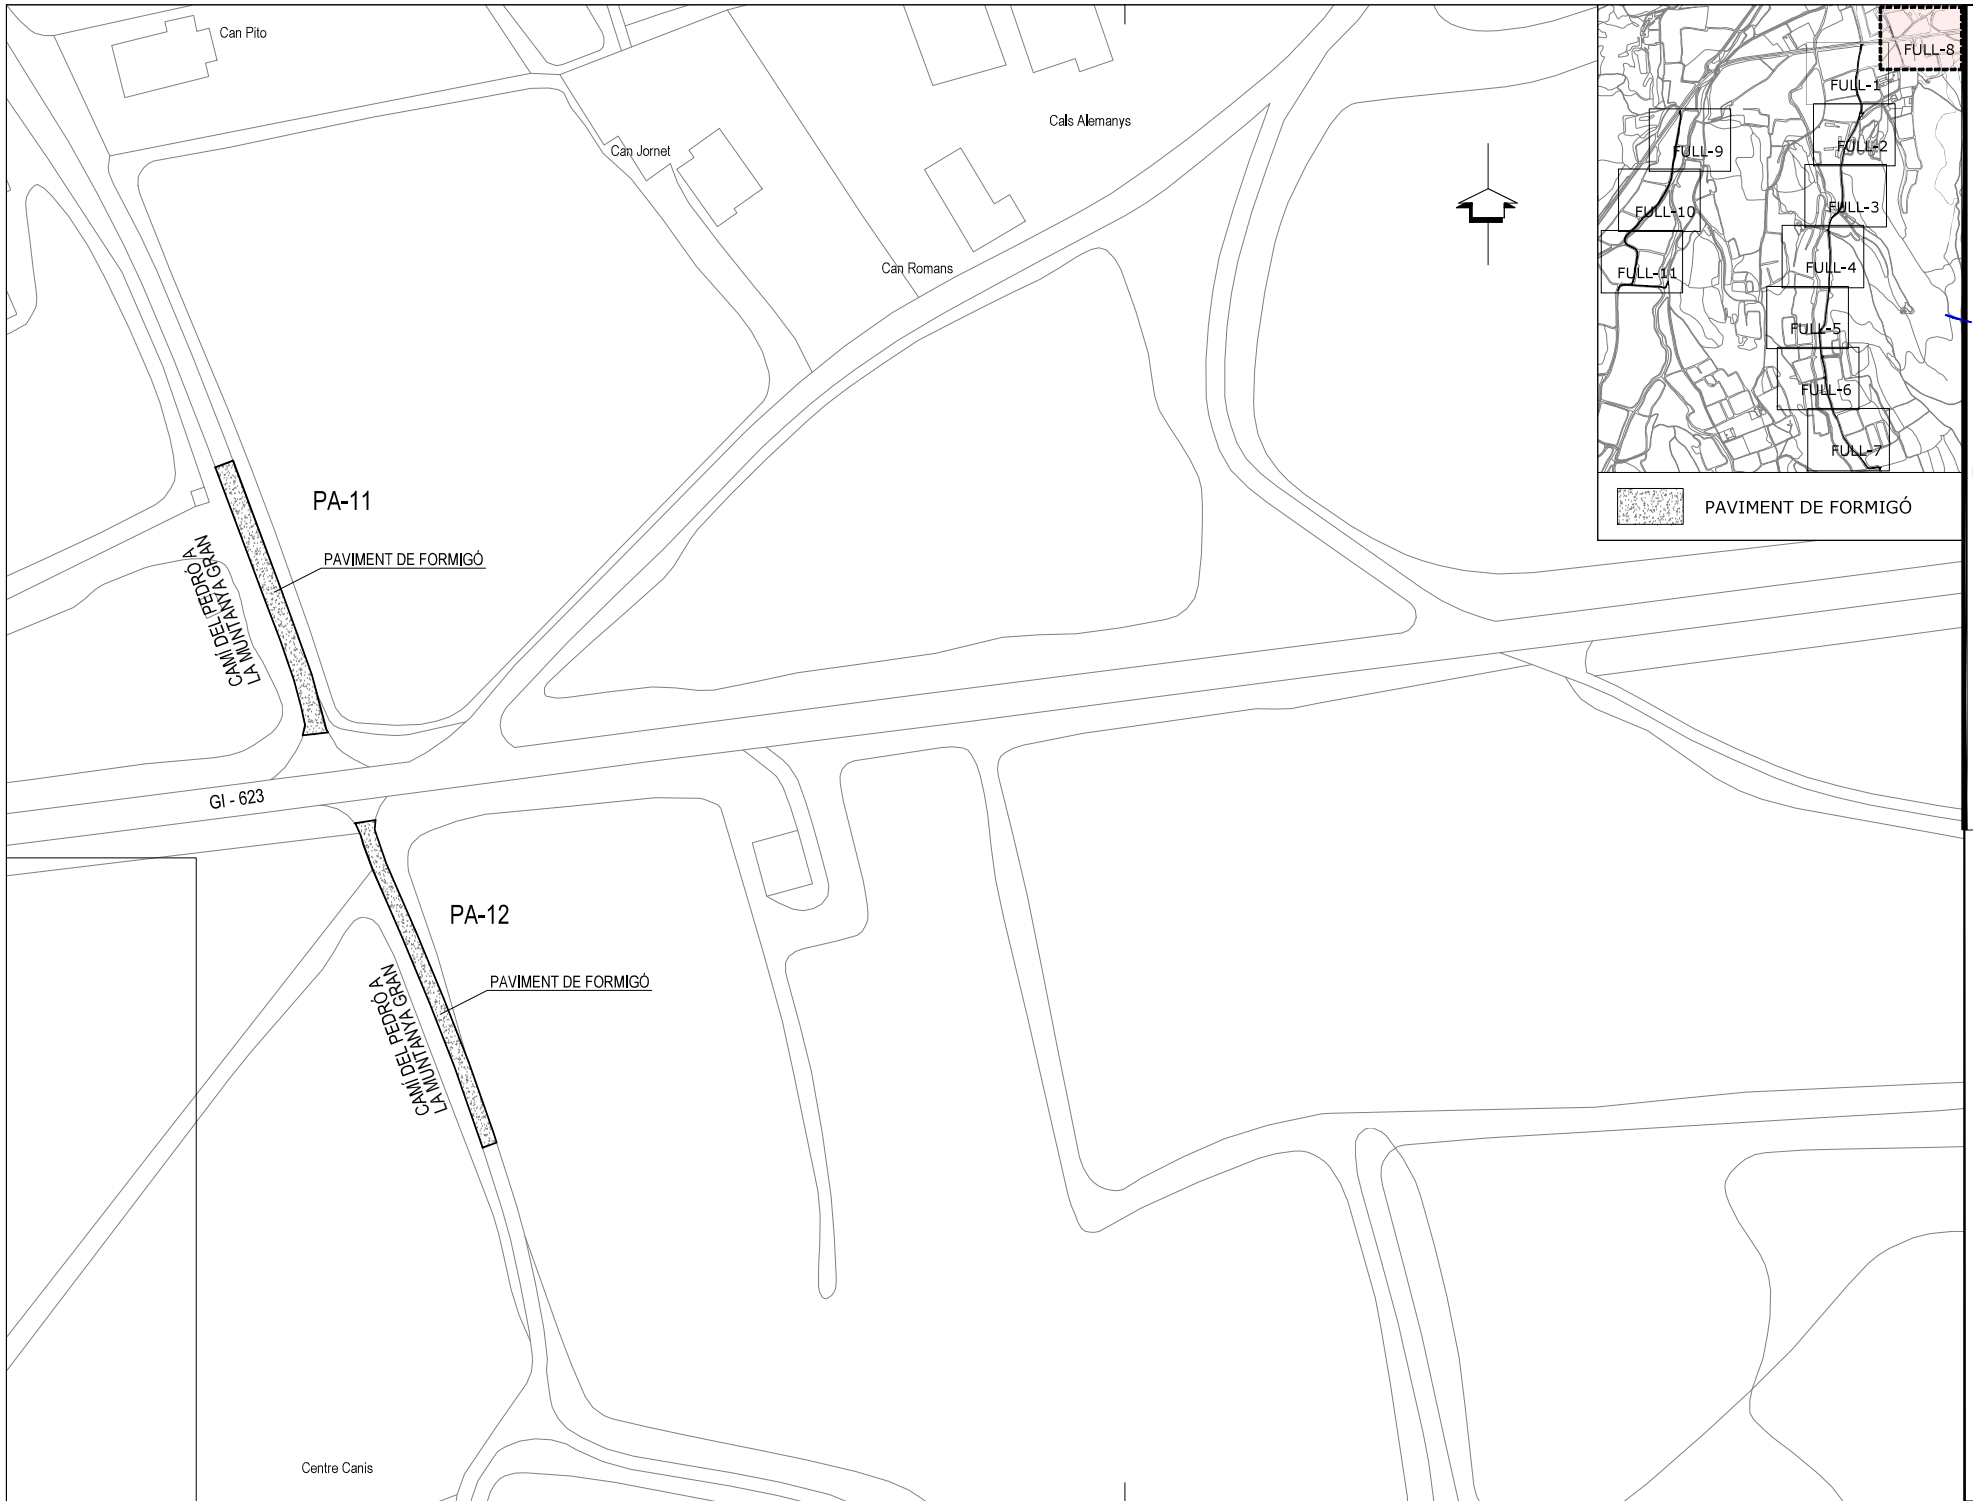 Can Pito
Can Jornet
Cals Alemanys
Can Romans
FULL-8
FULL-1
FULL-2
FULL-9
FULL-3
FULL-10
FULL-4
FULL-11
FULL-5
FULL-6
FULL-7
PAVIMENT DE FORMIGÓ
PA-11
PAVIMENT DE FORMIGÓ
CAMÍ DEL PEDRÓ A
LA MUNTANYA GRAN
GI - 623
PA-12
PAVIMENT DE FORMIGÓ
CAMÍ DEL PEDRÓ A
LA MUNTANYA GRAN
Centre Canis